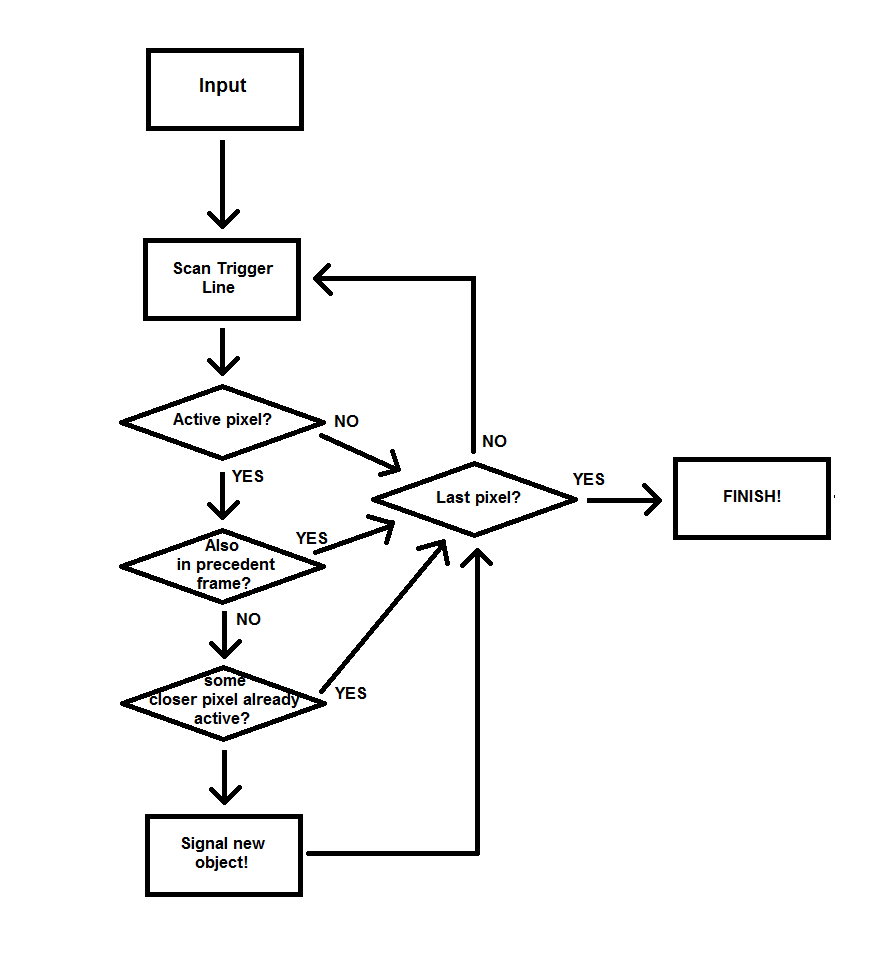 Input
Scan Trigger
Line
Active pixel?
NO
YES
NO
Last pixel?
YES
FINISH!
Also
in precedent
frame?
YES
NO
some
closer pixel already
active?
YES
Signal new
object!